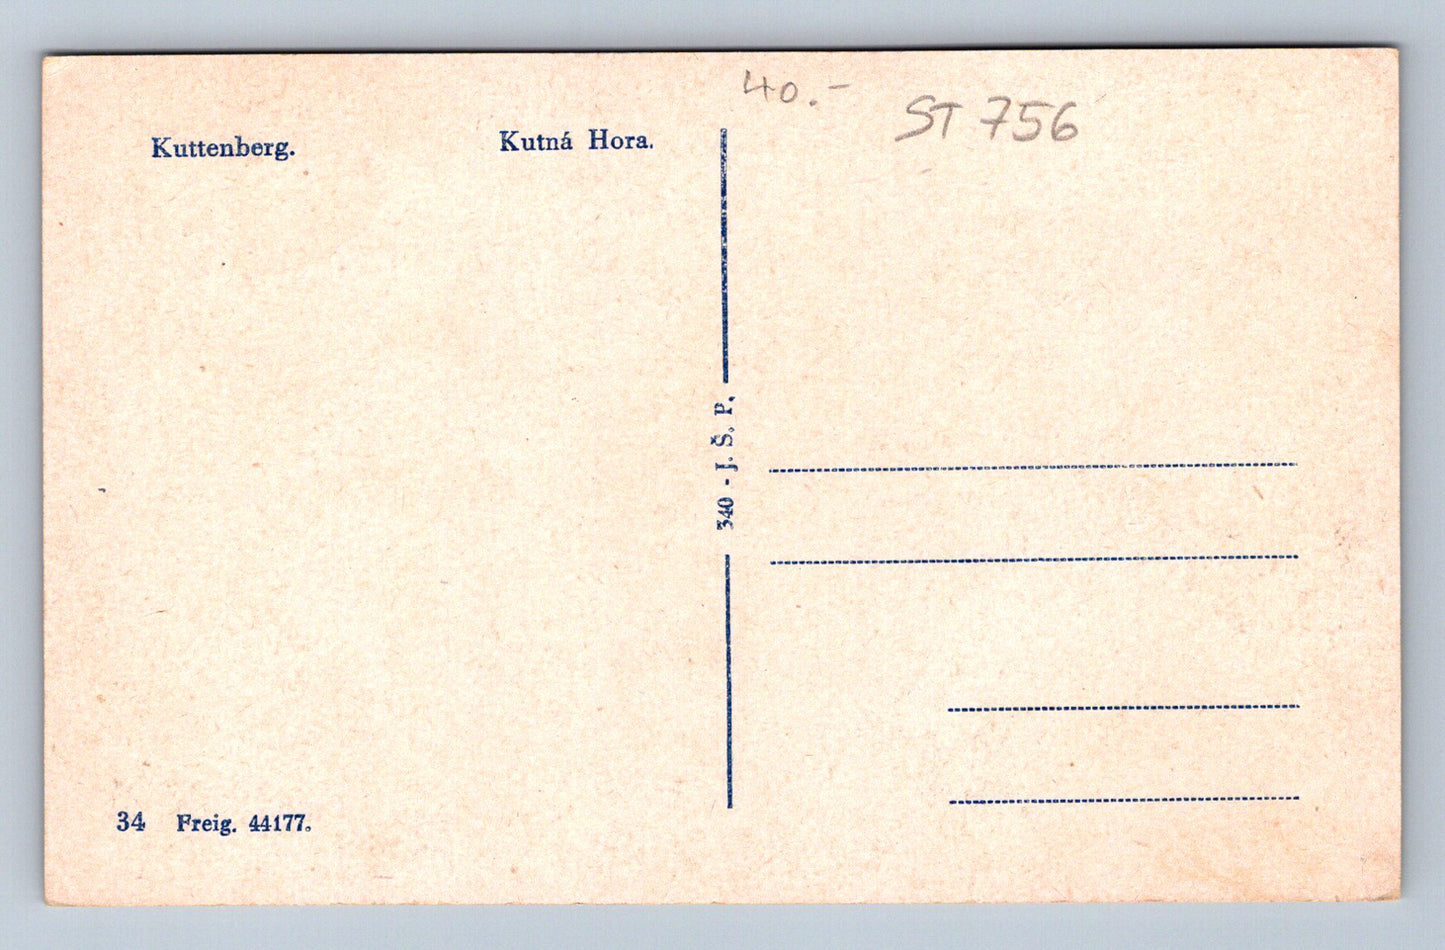 40.-
ST 756
Kuttenberg.
Kutná Hora.
340 - J. Š. P.
34 Freig. 44177.